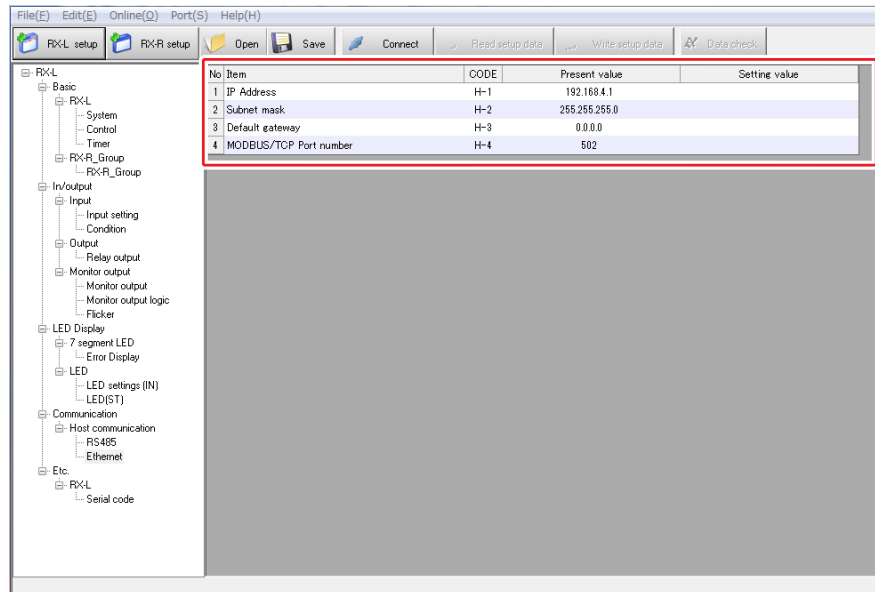 File(F) Edit(E) Online(O) Port(S) Help(H)
RX-L setup RX-R setup Open Save Connect Read setup data Write setup data Data check
RX-L
Basic
RX-L
System
Control
Timer
RX-R_Group
RX-R_Group
In/output
Input
Input setting
Condition
Output
Relay output
Monitor output
Monitor output
Monitor output logic
Flicker
LED Display
7 segment LED
Error Display
LED
LED settings (IN)
LED(ST)
Communication
Host communication
RS485
Ethernet
Etc.
RX-L
Serial code
No Item CODE Present value Setting value
1 IP Address H-1 192.168.4.1
2 Subnet mask H-2 255.255.255.0
3 Default gateway H-3 0.0.0.0
4 MODBUS/TCP Port number H-4 502